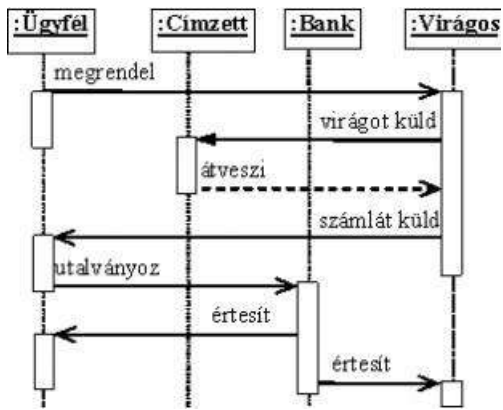 :Ügyfél :Címzett :Bank :Virágos
megrendel
virágot küld
átveszi
számlát küld
utalványoz
értesít
értesít